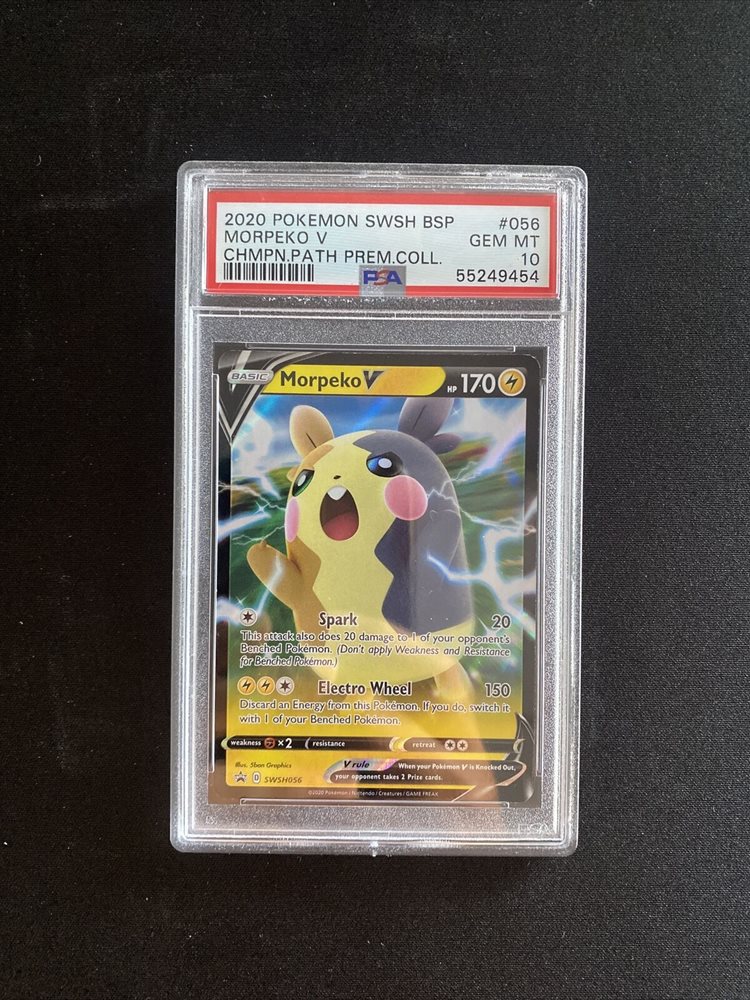 2020 POKEMON SWSH BSP #056
MORPEKO V GEM MT
CHMPN.PATH PREM.COLL. 10
PSA 55249454
BASIC Morpeko V HP 170
Spark 20
This attack also does 20 damage to 1 of your opponent's
Benched Pokémon. (Don't apply Weakness and Resistance
for Benched Pokémon.)
Electro Wheel 150
Discard an Energy from this Pokémon. If you do, switch it
with 1 of your Benched Pokémon.
weakness ×2 resistance retreat
Illus. 5ban Graphics
V rule When your Pokémon V is Knocked Out,
your opponent takes 2 Prize cards.
D SWSH056
©2020 Pokémon / Nintendo / Creatures / GAME FREAK